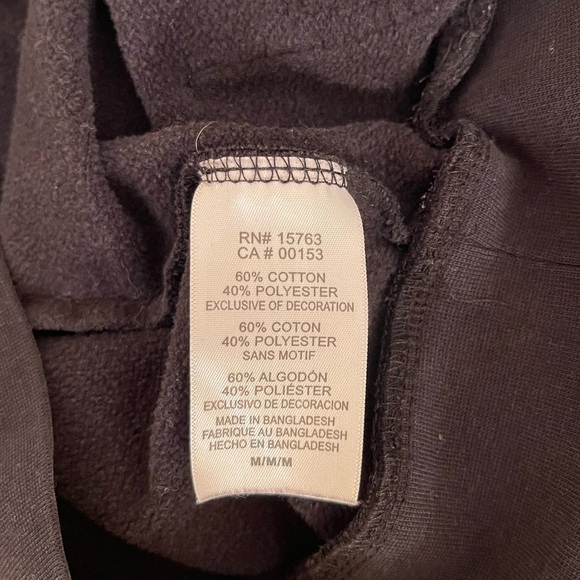 RN# 15763
CA # 00153
60% COTTON
40% POLYESTER
EXCLUSIVE OF DECORATION
60% COTON
40% POLYESTER
SANS MOTIF
60% ALGODÓN
40% POLIÉSTER
EXCLUSIVO DE DECORACION
MADE IN BANGLADESH
FABRIQUE AU BANGLADESH
HECHO EN BANGLADESH
M/M/M